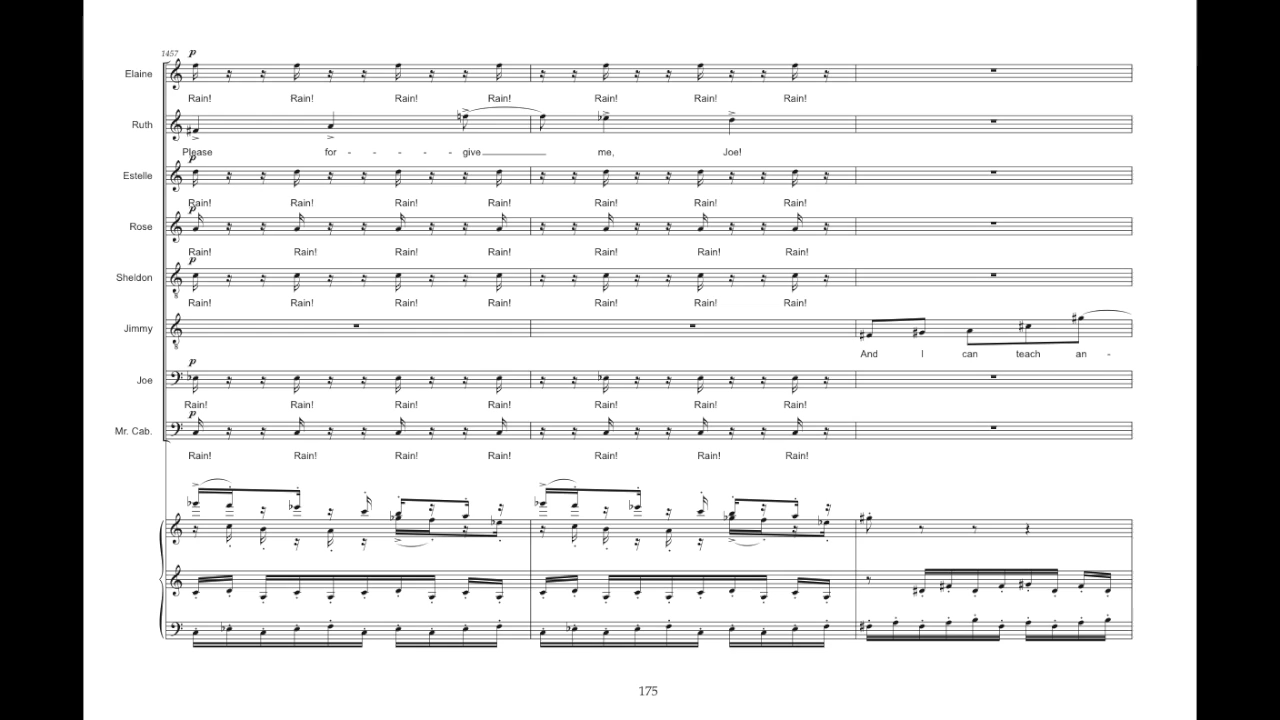 1457 p
Elaine
Rain! Rain! Rain! Rain! Rain! Rain! Rain!
Ruth
Please for - - - - give me, Joe!
p
Estelle
Rain! Rain! Rain! Rain! Rain! Rain! Rain!
p
Rose
Rain! Rain! Rain! Rain! Rain! Rain! Rain!
p
Sheldon
Rain! Rain! Rain! Rain! Rain! Rain! Rain!
Jimmy
And I can teach an -
p
Joe
Rain! Rain! Rain! Rain! Rain! Rain! Rain!
p
Mr. Cab.
Rain! Rain! Rain! Rain! Rain! Rain! Rain!
175